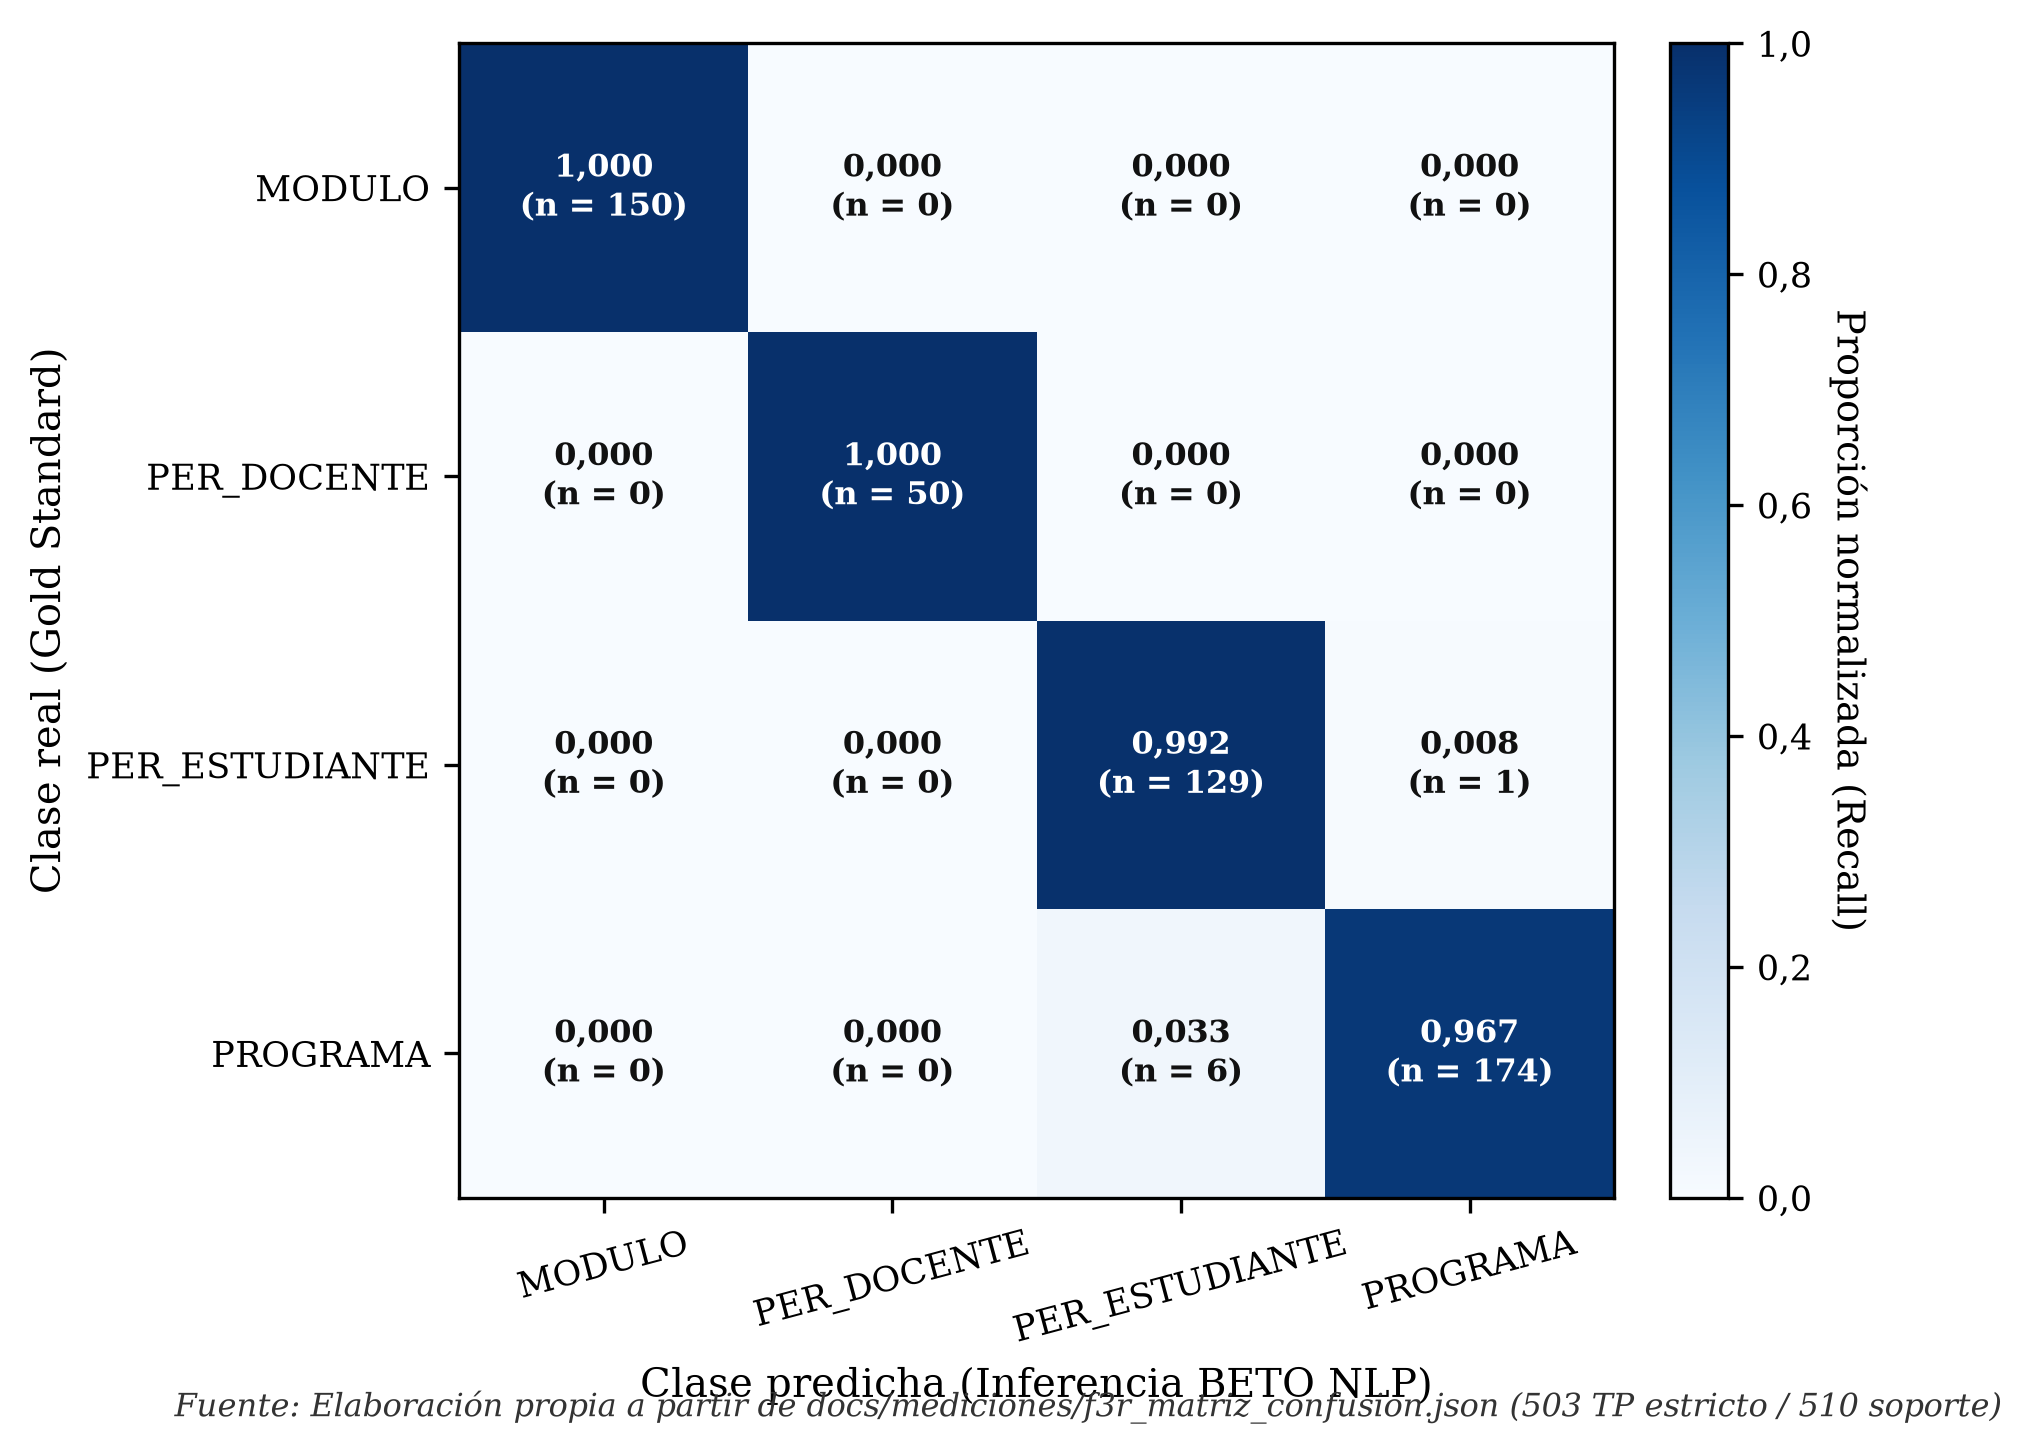 1,000
(n = 150)
0,000
(n = 0)
0,000
(n = 0)
0,000
(n = 0)
0,000
(n = 0)
1,000
(n = 50)
0,000
(n = 0)
0,000
(n = 0)
0,000
(n = 0)
0,000
(n = 0)
0,992
(n = 129)
0,008
(n = 1)
0,000
(n = 0)
0,000
(n = 0)
0,033
(n = 6)
0,967
(n = 174)
MODULO
PER_DOCENTE
PER_ESTUDIANTE
PROGRAMA
Clase real (Gold Standard)
MODULO
PER_DOCENTE
PER_ESTUDIANTE
PROGRAMA
Clase predicha (Inferencia BETO NLP)
1,0
0,8
0,6
0,4
0,2
0,0
Proporción normalizada (Recall)
Fuente: Elaboración propia a partir de docs/mediciones/f3r_matriz_confusion.json (503 TP estricto / 510 soporte)